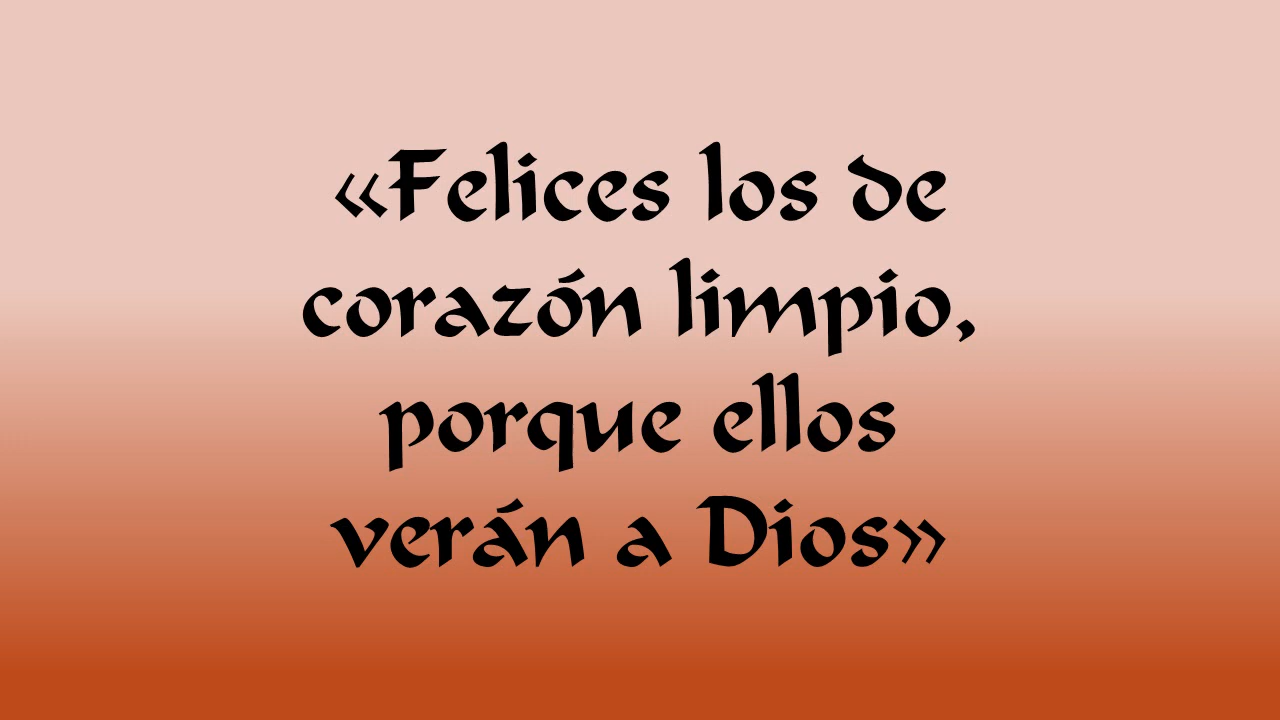 «Felices los de
corazón limpio,
porque ellos
verán a Dios»